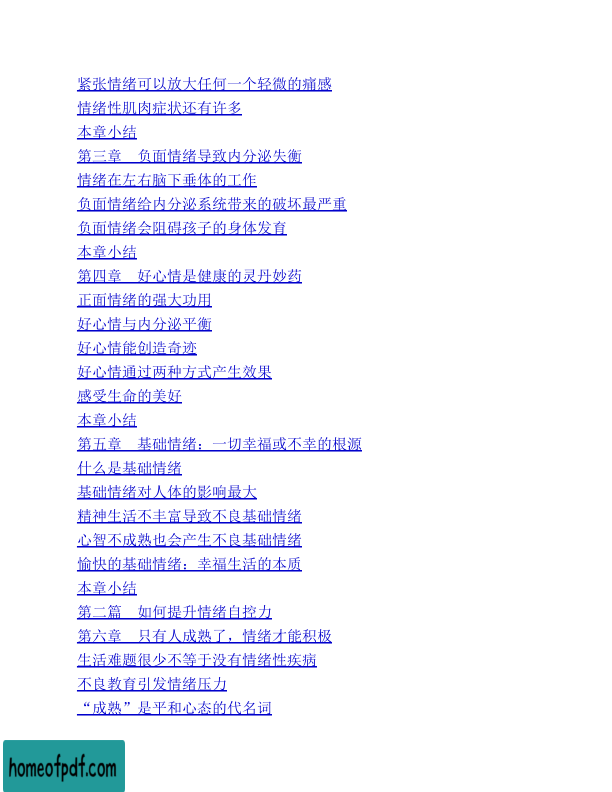 紧张情绪可以放大任何一个轻微的痛感
情绪性肌肉症状还有许多
本章小结
第三章　负面情绪导致内分泌失衡
情绪在左右脑下垂体的工作
负面情绪给内分泌系统带来的破坏最严重
负面情绪会阻碍孩子的身体发育
本章小结
第四章　好心情是健康的灵丹妙药
正面情绪的强大功用
好心情与内分泌平衡
好心情能创造奇迹
好心情通过两种方式产生效果
感受生命的美好
本章小结
第五章　基础情绪：一切幸福或不幸的根源
什么是基础情绪
基础情绪对人体的影响最大
精神生活不丰富导致不良基础情绪
心智不成熟也会产生不良基础情绪
愉快的基础情绪：幸福生活的本质
本章小结
第二篇　如何提升情绪自控力
第六章　只有人成熟了，情绪才能积极
生活难题很少不等于没有情绪性疾病
不良教育引发情绪压力
“成熟”是平和心态的代名词
homeofpdf.com